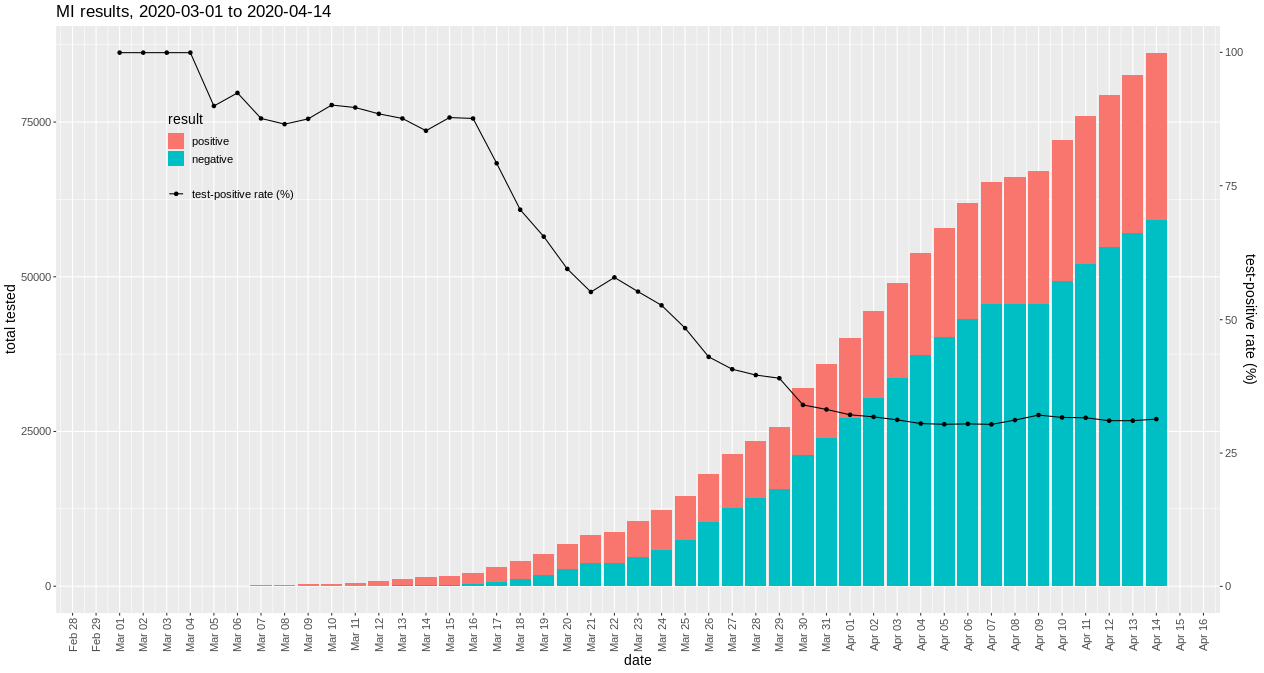 MI results, 2020-03-01 to 2020-04-14
result
positive
negative
test-positive rate (%)
total tested
75000
50000
25000
0
100
75
50
25
0
test-positive rate (%)
Feb 28
Feb 29
Mar 01
Mar 02
Mar 03
Mar 04
Mar 05
Mar 06
Mar 07
Mar 08
Mar 09
Mar 10
Mar 11
Mar 12
Mar 13
Mar 14
Mar 15
Mar 16
Mar 17
Mar 18
Mar 19
Mar 20
Mar 21
Mar 22
Mar 23
Mar 24
Mar 25
Mar 26
Mar 27
Mar 28
Mar 29
Mar 30
Mar 31
Apr 01
Apr 02
Apr 03
Apr 04
Apr 05
Apr 06
Apr 07
Apr 08
Apr 09
Apr 10
Apr 11
Apr 12
Apr 13
Apr 14
Apr 15
Apr 16
date